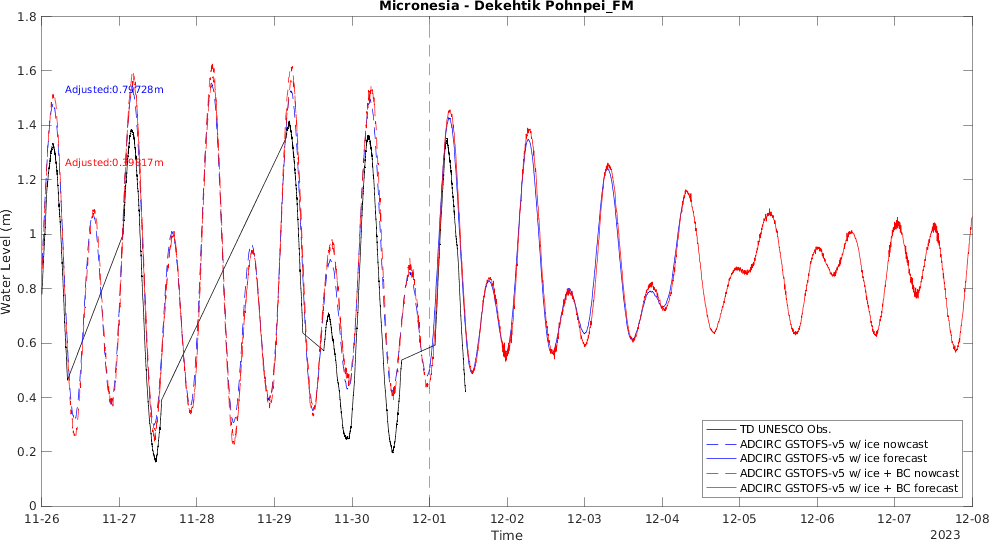 Micronesia - Dekehtik Pohnpei_FM
Water Level (m)
1.8
1.6
1.4
1.2
1
0.8
0.6
0.4
0.2
0
Adjusted:0.79728m
TD UNESCO Obs.
ADCIRC GSTOFS-v5 w/ ice nowcast
ADCIRC GSTOFS-v5 w/ ice forecast
ADCIRC GSTOFS-v5 w/ ice + BC nowcast
ADCIRC GSTOFS-v5 w/ ice + BC forecast
11-26 11-27 11-28 11-29 11-30 12-01 12-02 12-03 12-04 12-05 12-06 12-07 12-08
Time
2023